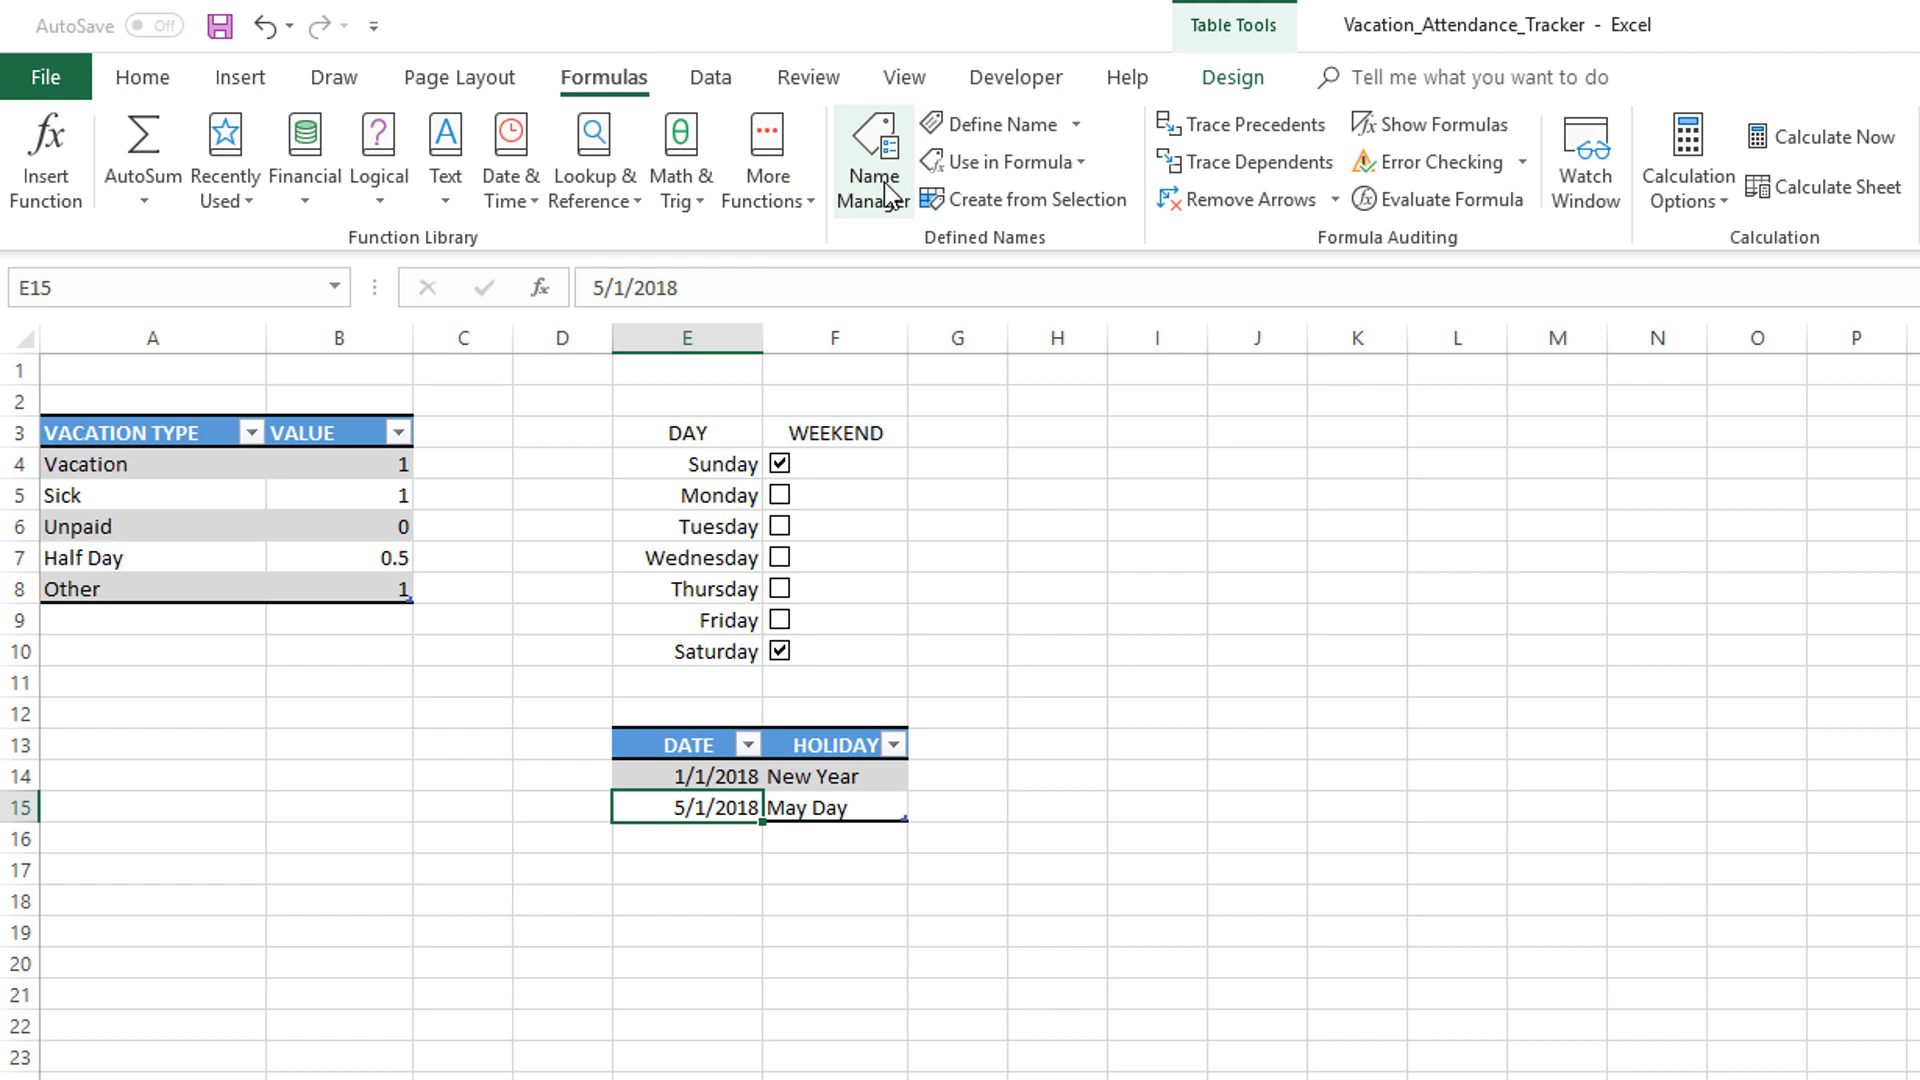 AutoSave Off
Table Tools
Vacation_Attendance_Tracker - Excel
File Home Insert Draw Page Layout Formulas Data Review View Developer Help Design Tell me what you want to do
fx Insert Function
AutoSum
Recently Used
Financial
Logical
Text
Date & Time
Lookup & Reference
Math & Trig
More Functions
Function Library
Name Manager
Define Name
Use in Formula
Create from Selection
Defined Names
Trace Precedents
Trace Dependents
Remove Arrows
Show Formulas
Error Checking
Evaluate Formula
Formula Auditing
Watch Window
Calculation Options
Calculate Now
Calculate Sheet
Calculation
E15 fx 5/1/2018
A B C D E F G H I J K L M N O P
1
2
3 VACATION TYPE VALUE DAY WEEKEND
4 Vacation 1 Sunday
5 Sick 1 Monday
6 Unpaid 0 Tuesday
7 Half Day 0.5 Wednesday
8 Other 1 Thursday
9 Friday
10 Saturday
11
12
13 DATE HOLIDAY
14 1/1/2018 New Year
15 5/1/2018 May Day
16
17
18
19
20
21
22
23